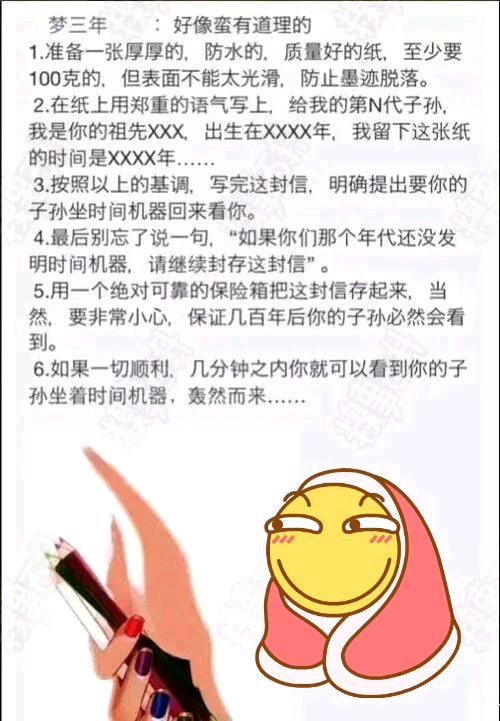 梦三年 ：好像蛮有道理的
1.准备一张厚厚的，防水的，质量好的纸，至少要
100克的，但表面不能太光滑，防止墨迹脱落。
2.在纸上用郑重的语气写上，给我的第N代子孙，
我是你的祖先XXX，出生在XXXX年，我留下这张纸
的时间是XXXX年……
3.按照以上的基调，写完这封信，明确提出要你的
子孙坐时间机器回来看你。
4.最后别忘了说一句，“如果你们那个年代还没发
明时间机器，请继续封存这封信”。
5.用一个绝对可靠的保险箱把这封信存起来，当
然，要非常小心，保证几百年后你的子孙必然会看
到。
6.如果一切顺利，几分钟之内你就可以看到你的子
孙坐着时间机器，轰然而来……